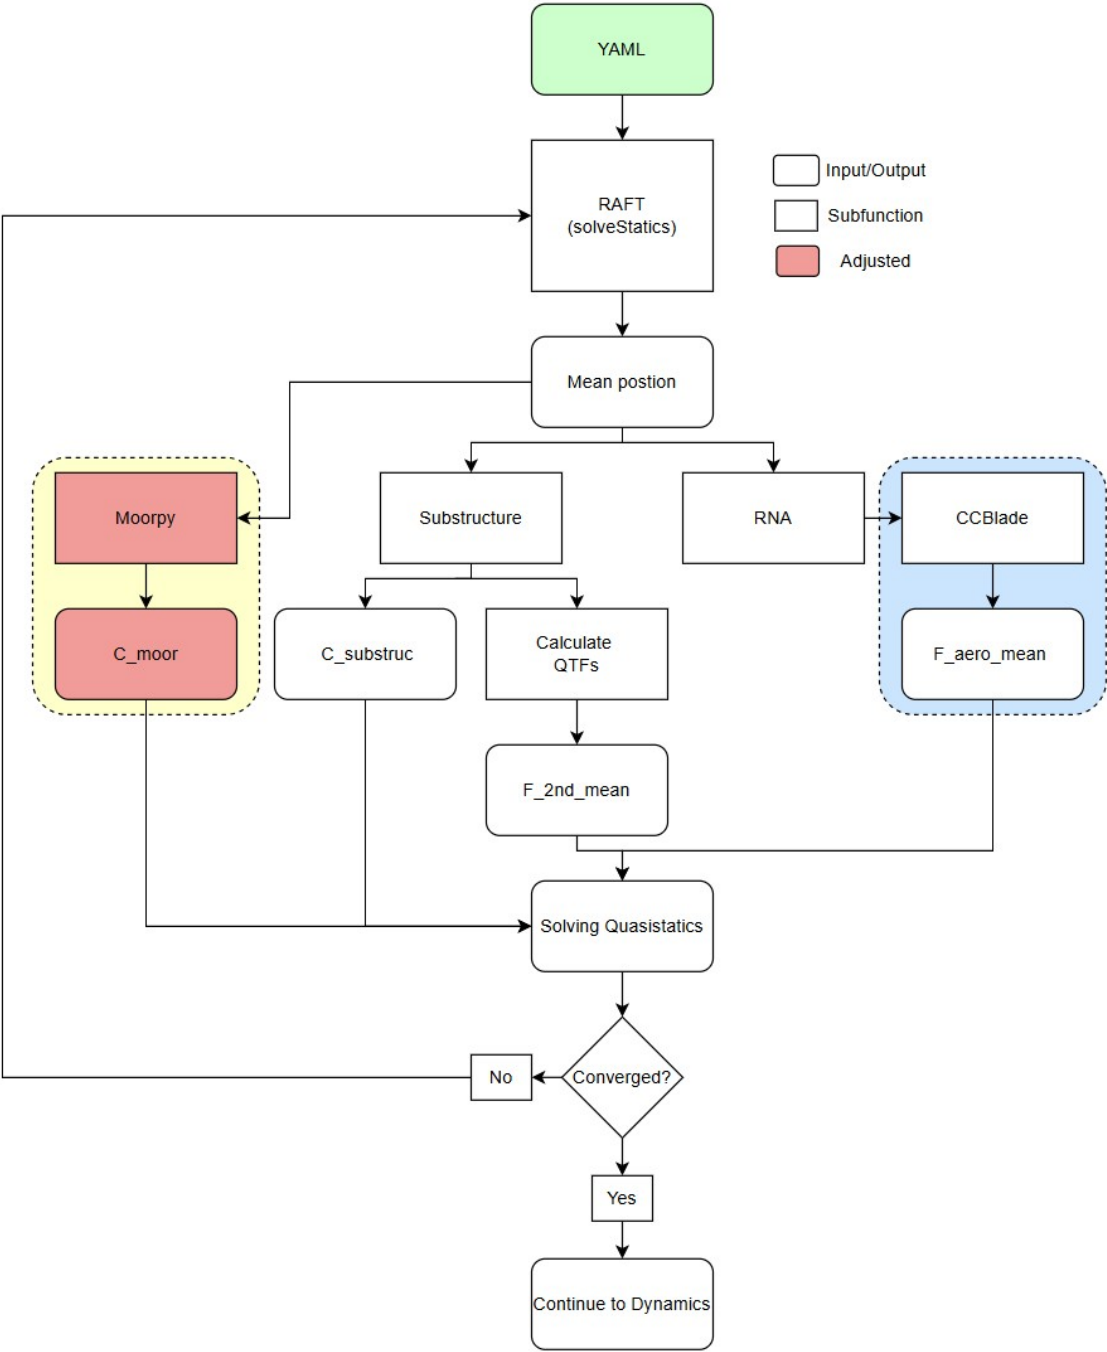 YAML
RAFT
(solveStatics)
Input/Output
Subfunction
Adjusted
Mean postion
Moorpy
Substructure
RNA
CCBlade
C_moor
C_substruc
Calculate
QTFs
F_aero_mean
F_2nd_mean
Solving Quasistatics
No
Converged?
Yes
Continue to Dynamics